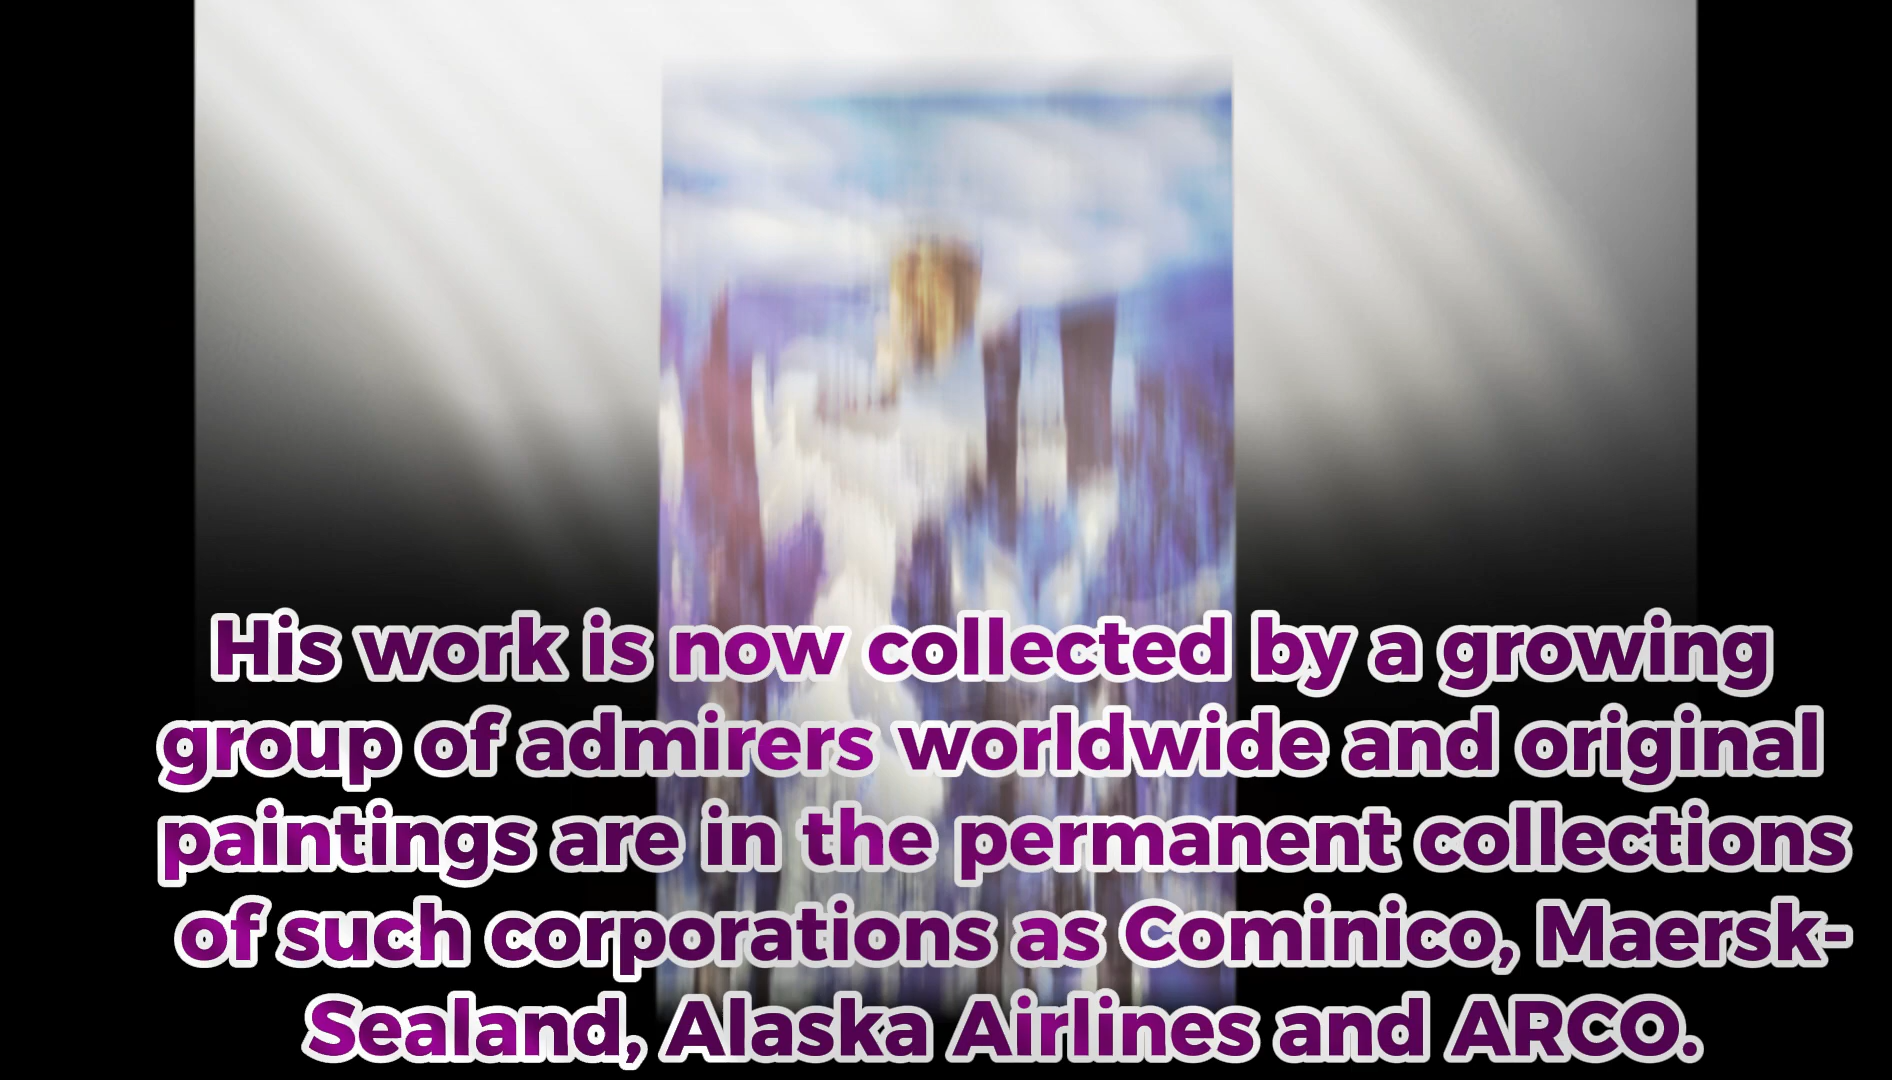 His work is now collected by a growing
group of admirers worldwide and original
paintings are in the permanent collections
of such corporations as Cominico, Maersk-
Sealand, Alaska Airlines and ARCO.